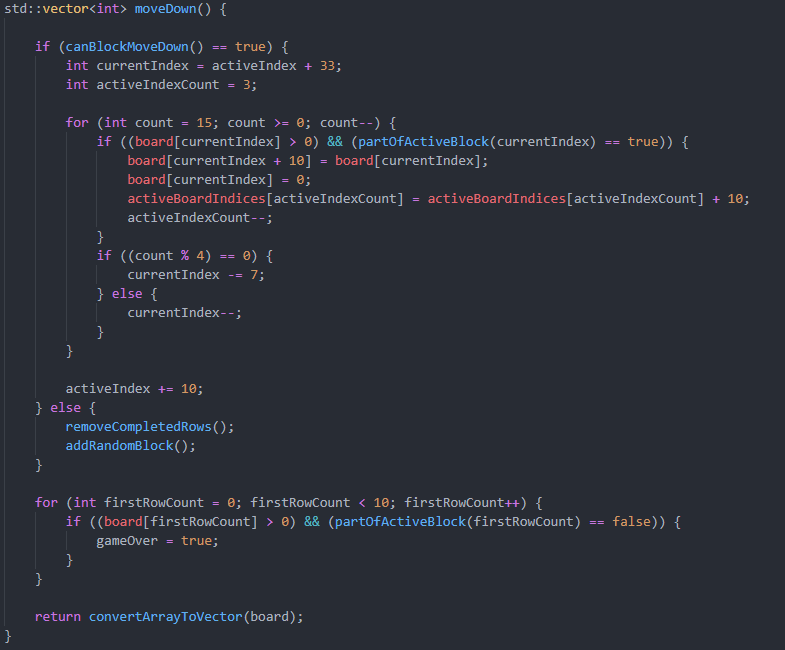 std::vector<int> moveDown() {

    if (canBlockMoveDown() == true) {
        int currentIndex = activeIndex + 33;
        int activeIndexCount = 3;

        for (int count = 15; count >= 0; count--) {
            if ((board[currentIndex] > 0) && (partOfActiveBlock(currentIndex) == true)) {
                board[currentIndex + 10] = board[currentIndex];
                board[currentIndex] = 0;
                activeBoardIndices[activeIndexCount] = activeBoardIndices[activeIndexCount] + 10;
                activeIndexCount--;
            }
            if ((count % 4) == 0) {
                currentIndex -= 7;
            } else {
                currentIndex--;
            }
        }

        activeIndex += 10;
    } else {
        removeCompletedRows();
        addRandomBlock();
    }

    for (int firstRowCount = 0; firstRowCount < 10; firstRowCount++) {
        if ((board[firstRowCount] > 0) && (partOfActiveBlock(firstRowCount) == false)) {
            gameOver = true;
        }
    }

    return convertArrayToVector(board);
}